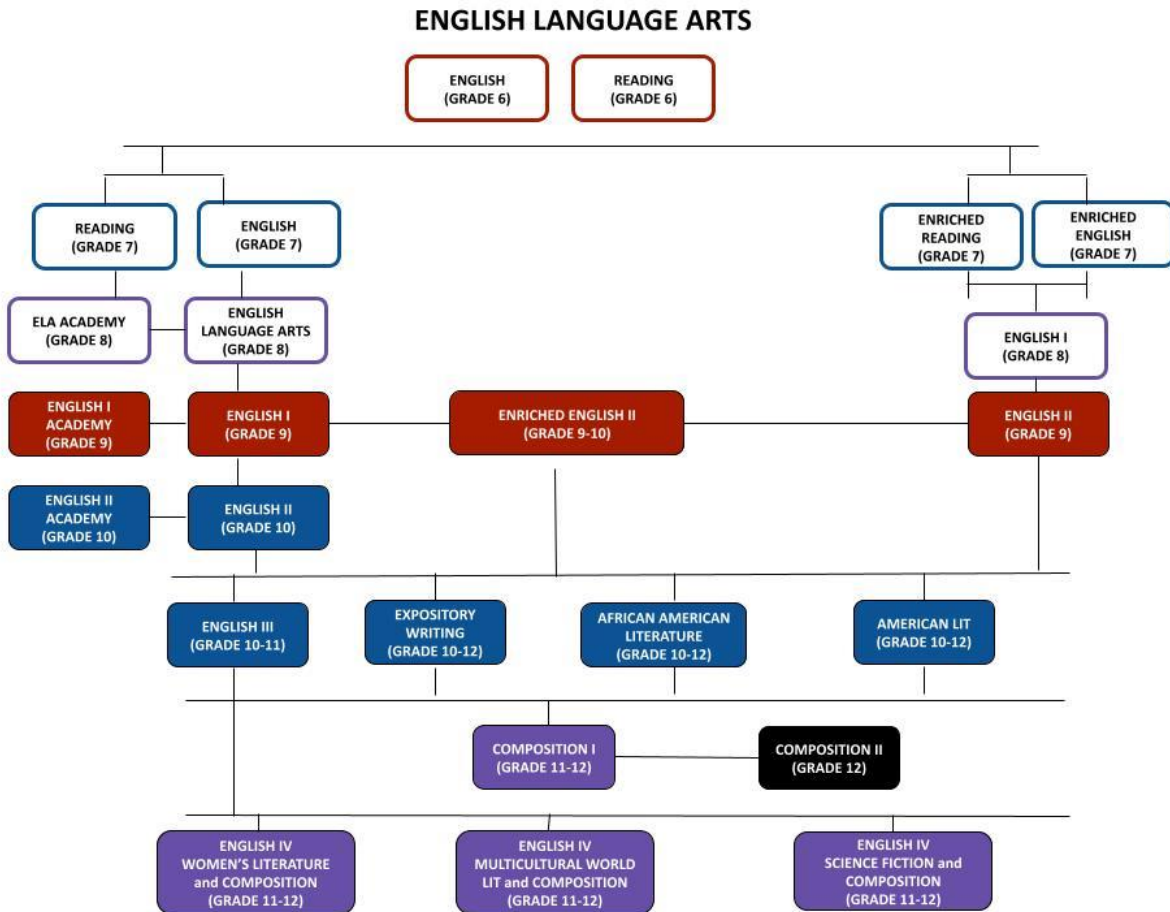 ENGLISH LANGUAGE ARTS
ENGLISH
(GRADE 6)
READING
(GRADE 6)
READING
(GRADE 7)
ENGLISH
(GRADE 7)
ENRICHED
READING
(GRADE 7)
ENRICHED
ENGLISH
(GRADE 7)
ELA ACADEMY
(GRADE 8)
ENGLISH
LANGUAGE ARTS
(GRADE 8)
ENGLISH I
(GRADE 8)
ENGLISH I
ACADEMY
(GRADE 9)
ENGLISH I
(GRADE 9)
ENRICHED ENGLISH II
(GRADE 9-10)
ENGLISH II
(GRADE 9)
ENGLISH II
ACADEMY
(GRADE 10)
ENGLISH II
(GRADE 10)
ENGLISH III
(GRADE 10-11)
EXPOSITORY
WRITING
(GRADE 10-12)
AFRICAN AMERICAN
LITERATURE
(GRADE 10-12)
AMERICAN LIT
(GRADE 10-12)
COMPOSITION I
(GRADE 11-12)
COMPOSITION II
(GRADE 12)
ENGLISH IV
WOMEN'S LITERATURE
and COMPOSITION
(GRADE 11-12)
ENGLISH IV
MULTICULTURAL WORLD
LIT and COMPOSITION
(GRADE 11-12)
ENGLISH IV
SCIENCE FICTION and
COMPOSITION
(GRADE 11-12)